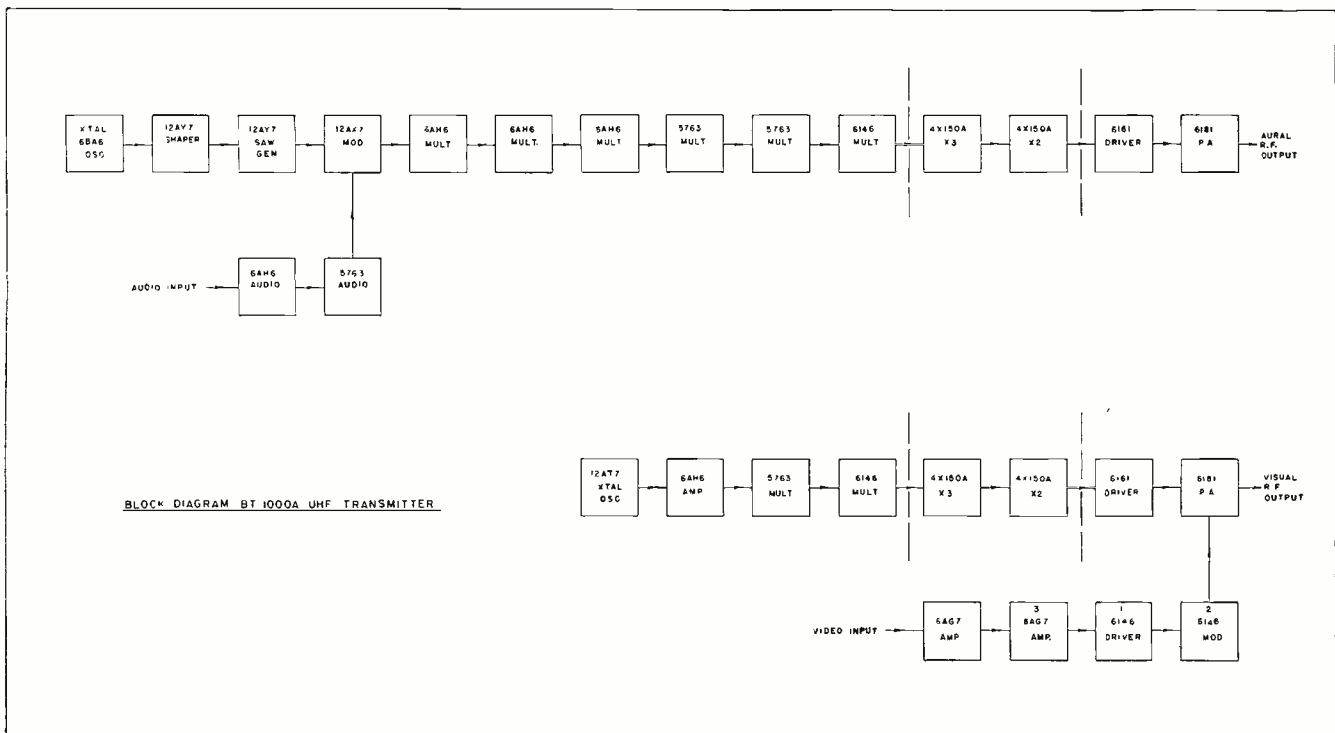 XTAL
6BA6
OSC
12AY7
SHAPER
12AY7
SAW
GEN
12AX7
MOD
6AH6
MULT
6AH6
MULT.
6AH6
MULT
5763
MULT
5763
MULT
6146
MULT
4X150A
X3
4X150A
X2
6161
DRIVER
6181
P.A
AURAL
R.F.
OUTPUT
AUDIO INPUT
6AH6
AUDIO
5763
AUDIO
12AT7
XTAL
OSC
6AH6
AMP
5763
MULT
6146
MULT
4X150A
X3
4X150A
X2
6161
DRIVER
6181
P.A
VISUAL
R.F
OUTPUT
BLOCK DIAGRAM BT 1000A UHF TRANSMITTER
VIDEO INPUT
6AG7
AMP
3
6AG7
AMP.
1
6146
DRIVER
2
6146
MOD